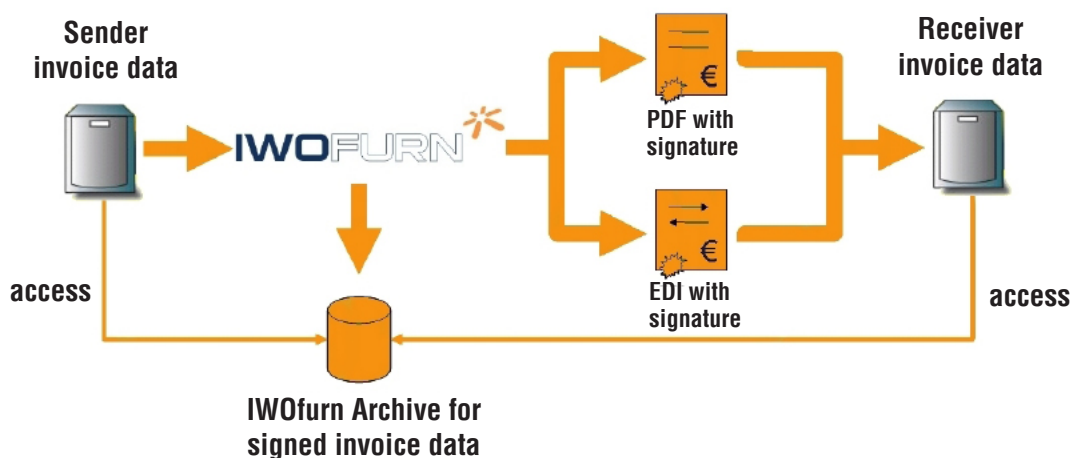 Sender
invoice data
Receiver
invoice data
IWOFURN
€
PDF with
signature
€
EDI with
signature
access
access
IWOfurn Archive for
signed invoice data